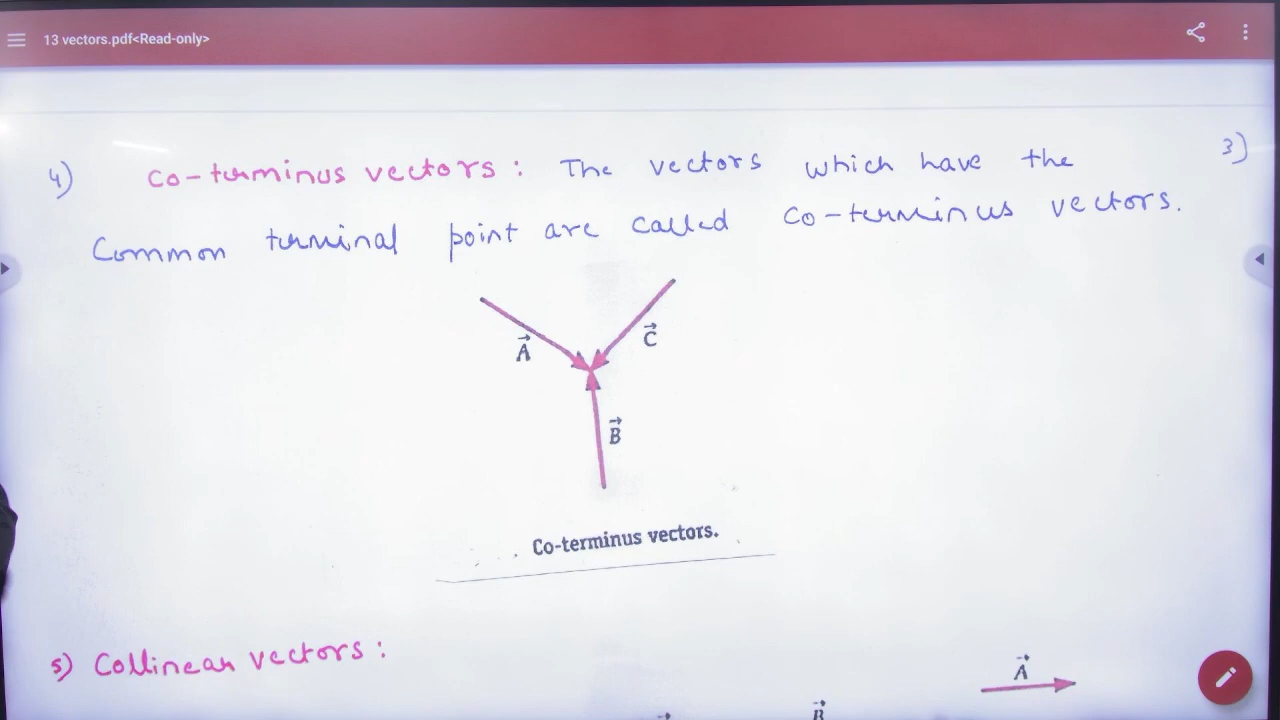 13 vectors.pdf<Read-only>
3)
4) Co-terminus vectors : The vectors which have the
Common terminal point are called Co-terminus vectors.
A⃗
C⃗
B⃗
Co-terminus vectors.
5) Collinear vectors :
A⃗
B⃗